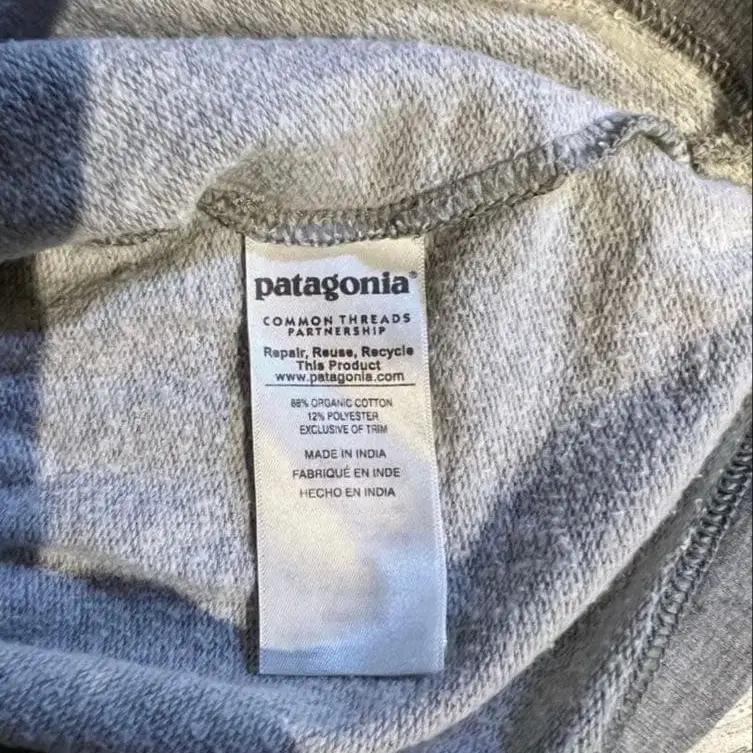 patagonia®
COMMON THREADS
PARTNERSHIP
Repair, Reuse, Recycle
This Product
www.patagonia.com
88% ORGANIC COTTON
12% POLYESTER
EXCLUSIVE OF TRIM
MADE IN INDIA
FABRIQUÉ EN INDE
HECHO EN INDIA